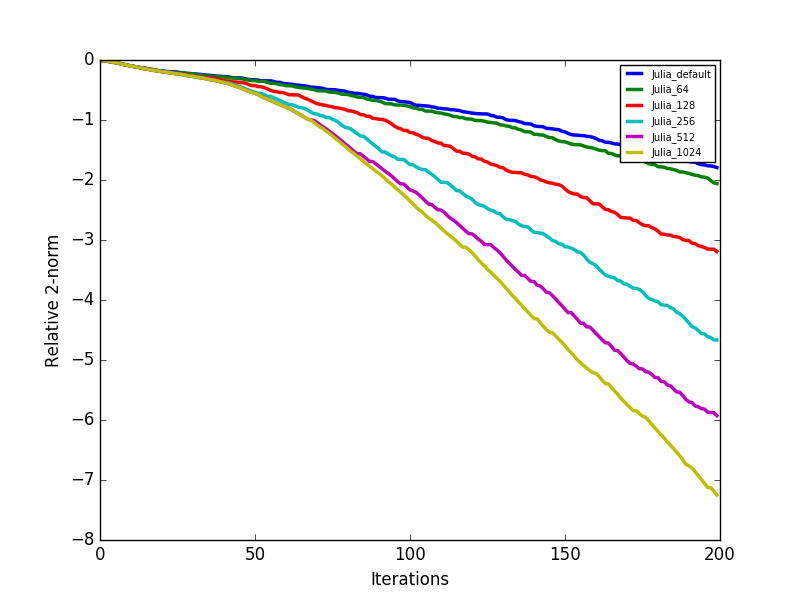 0
−1
−2
−3
−4
−5
−6
−7
−8
Relative 2-norm
Julia_default
Julia_64
Julia_128
Julia_256
Julia_512
Julia_1024
0 50 100 150 200
Iterations